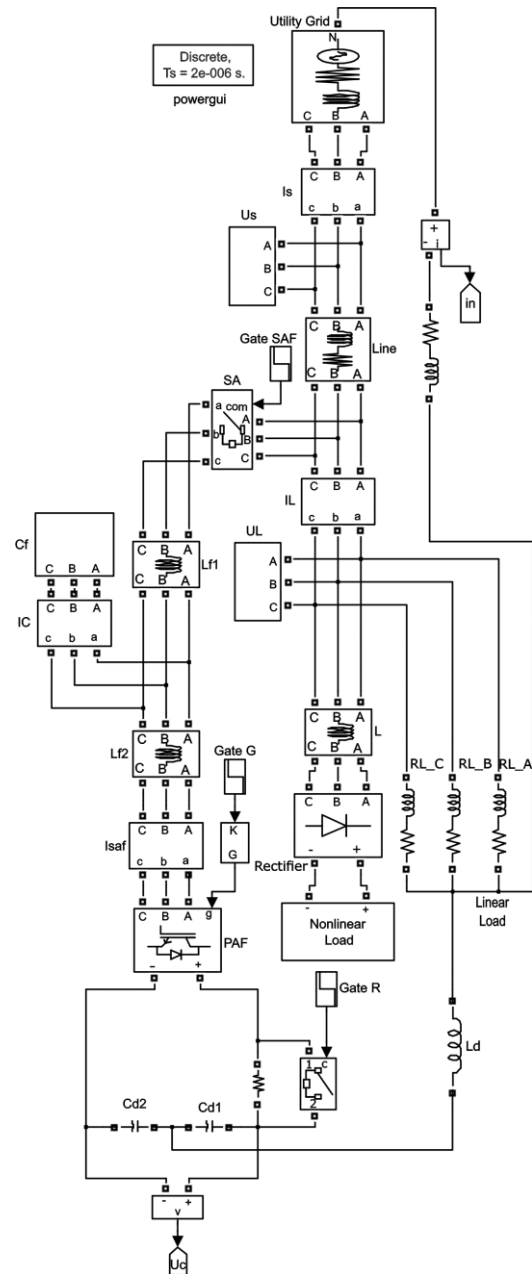 Utility Grid
N
Discrete,
Ts = 2e-006 s.
powergui
C B A
C B A
Is
c b a
Us
A
B
C
+
- i
in
C B A
Line
C B A
Gate SAF
SA
a com
A
b
B
c
C
C B A
IL
c b a
UL
A
B
C
Cf
C B A
C B A
IC
c b a
C B A
Lf1
C B A
C B A
Lf2
C B A
Gate G
C B A
L
C B A
RL_C RL_B RL_A
K
G
C B A
Isaf
c b a
C B A
- +
Rectifier
C B A g
PAF
- +
- +
Nonlinear
Load
Linear
Load
Gate R
1 c
2
Ld
Cd2 Cd1
- +
v
Uc